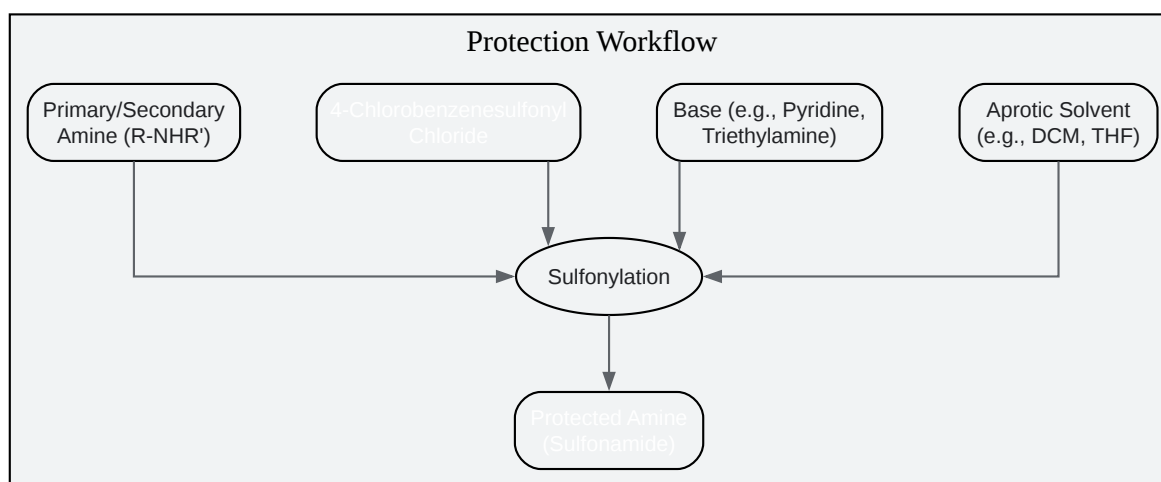 Protection Workflow
Primary/Secondary
Amine (R-NHR')
4-Chlorobenzenesulfonyl
Chloride
Base (e.g., Pyridine,
Triethylamine)
Aprotic Solvent
(e.g., DCM, THF)
Sulfonylation
Protected Amine
(Sulfonamide)